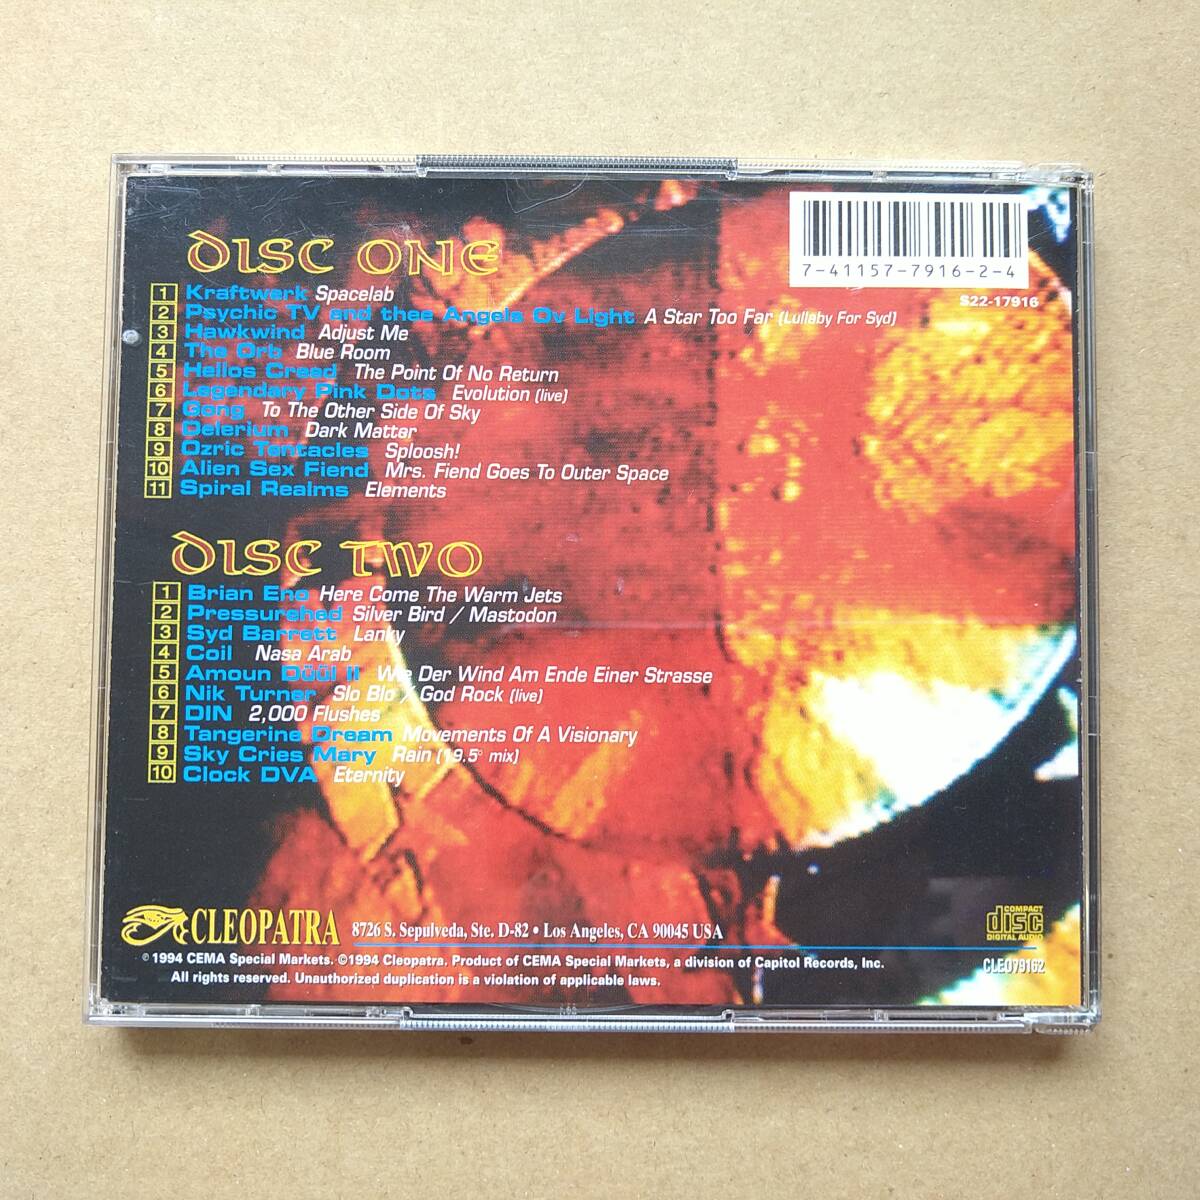 7-41157-7916-2-4
S22-17916
DISC ONE
1 Kraftwerk Spacelab
2 Psychic TV and thee Angels Ov Light A Star Too Far (Lullaby For Syd)
3 Hawkwind Adjust Me
4 The Orb Blue Room
5 Helios Creed The Point Of No Return
6 Legendary Pink Dots Evolution (live)
7 Gong To The Other Side Of Sky
8 Delerium Dark Matter
9 Ozric Tentacles Sploosh!
10 Alien Sex Fiend Mrs. Fiend Goes To Outer Space
11 Spiral Realms Elements
DISC TWO
1 Brian Eno Here Come The Warm Jets
2 Pressurehed Silver Bird / Mastodon
3 Syd Barrett Lanky
4 Coil Nasa Arab
5 Amoun Düül II Wie Der Wind Am Ende Einer Strasse
6 Nik Turner Slo Blo / God Rock (live)
7 DIN 2,000 Flushes
8 Tangerine Dream Movements Of A Visionary
9 Sky Cries Mary Rain (19.5° mix)
10 Clock DVA Eternity
CLEOPATRA 8726 S. Sepulveda, Ste. D-82 • Los Angeles, CA 90045 USA
COMPACT
disc
DIGITAL AUDIO
℗1994 CEMA Special Markets. ©1994 Cleopatra. Product of CEMA Special Markets, a division of Capitol Records, Inc.
All rights reserved. Unauthorized duplication is a violation of applicable laws.
CLEO79162